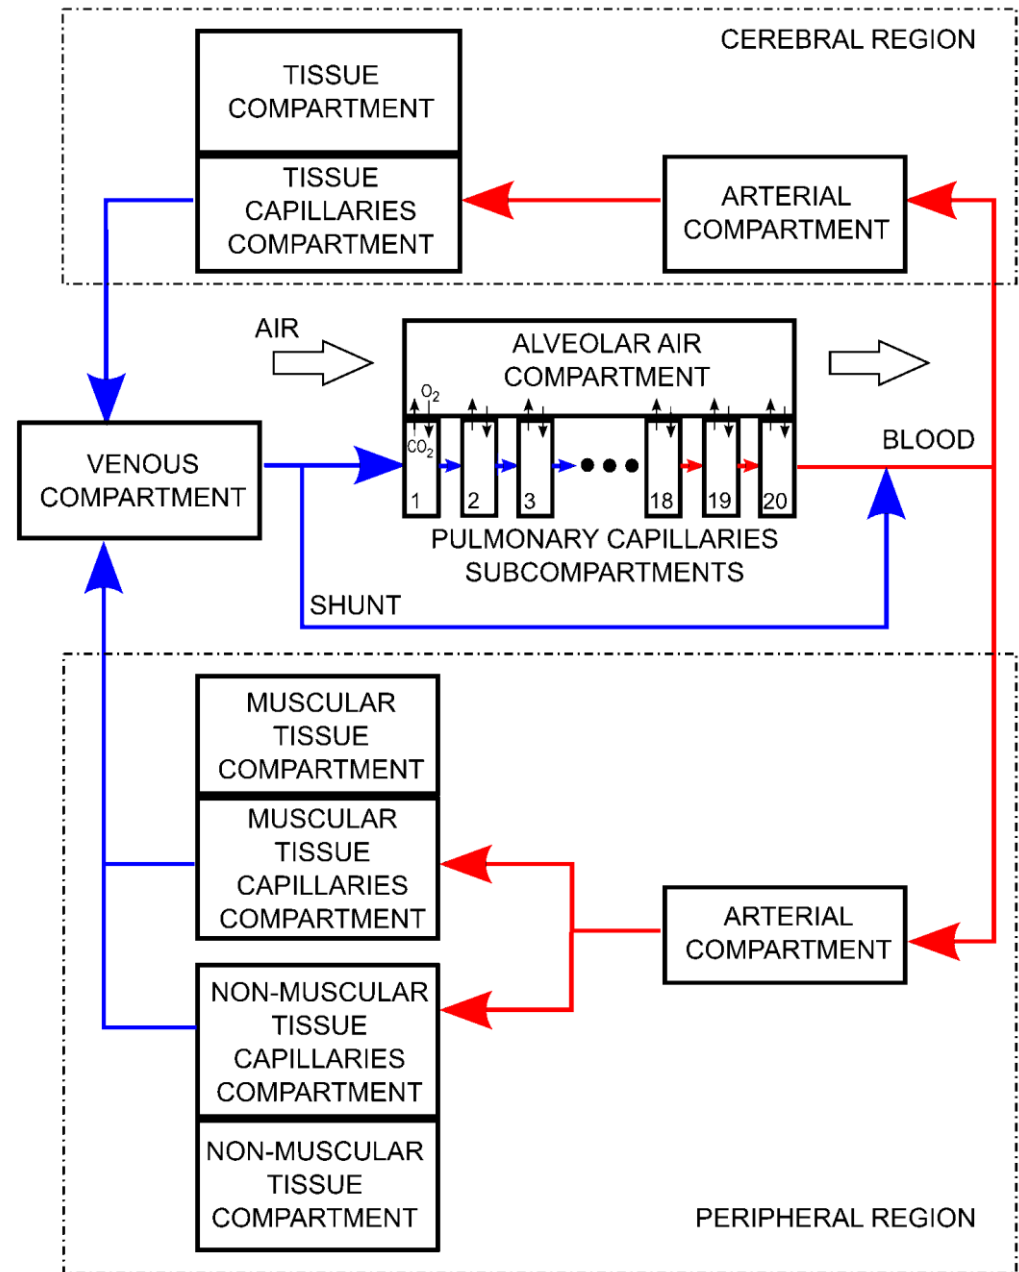 CEREBRAL REGION
TISSUE
COMPARTMENT
TISSUE
CAPILLARIES
COMPARTMENT
ARTERIAL
COMPARTMENT
AIR
ALVEOLAR AIR
COMPARTMENT
O2
CO2
1
2
3
18
19
20
BLOOD
VENOUS
COMPARTMENT
PULMONARY CAPILLARIES
SUBCOMPARTMENTS
SHUNT
MUSCULAR
TISSUE
COMPARTMENT
MUSCULAR
TISSUE
CAPILLARIES
COMPARTMENT
ARTERIAL
COMPARTMENT
NON-MUSCULAR
TISSUE
CAPILLARIES
COMPARTMENT
NON-MUSCULAR
TISSUE
COMPARTMENT
PERIPHERAL REGION